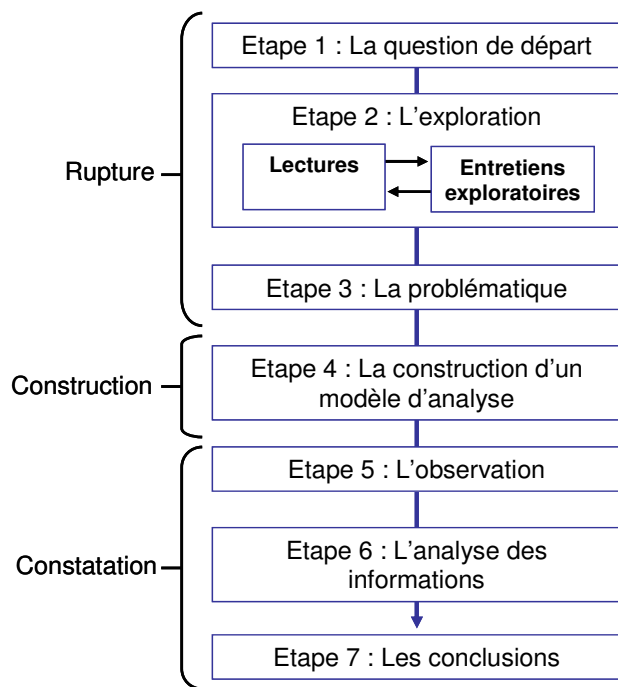 Etape 1 : La question de départ
Etape 2 : L'exploration
Lectures
Entretiens
exploratoires
Rupture
Etape 3 : La problématique
Etape 4 : La construction d'un
modèle d'analyse
Construction
Etape 5 : L'observation
Etape 6 : L'analyse des
informations
Constatation
Etape 7 : Les conclusions